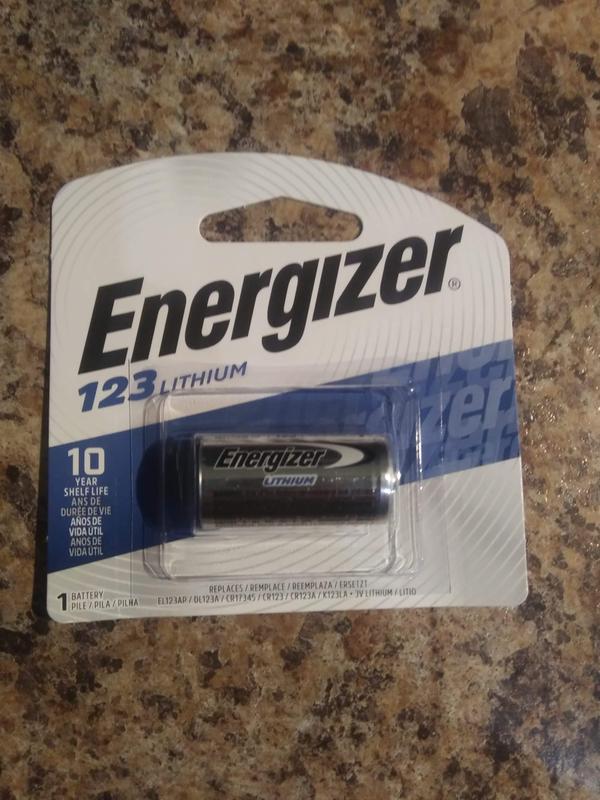 Energizer®
123 LITHIUM
10
YEAR
SHELF LIFE
ANS DE
DURÉE DE VIE
AÑOS DE
VIDA ÚTIL
ANOS DE
VIDA ÚTIL
Energizer
LITHIUM
1 BATTERY
PILE / PILA / PILHA
REPLACES / REMPLACE / REEMPLAZA / ERSETZT
EL123AP / DL123A / CR17345 / CR123 / CR123A / K123LA • 3V LITHIUM / LITIO